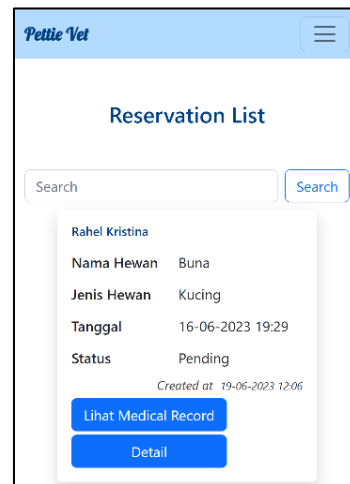 Pettie Vet
Reservation List
Search Search
Rahel Kristina
Nama Hewan Buna
Jenis Hewan Kucing
Tanggal 16-06-2023 19:29
Status Pending
Created at 19-06-2023 12:06
Lihat Medical Record
Detail